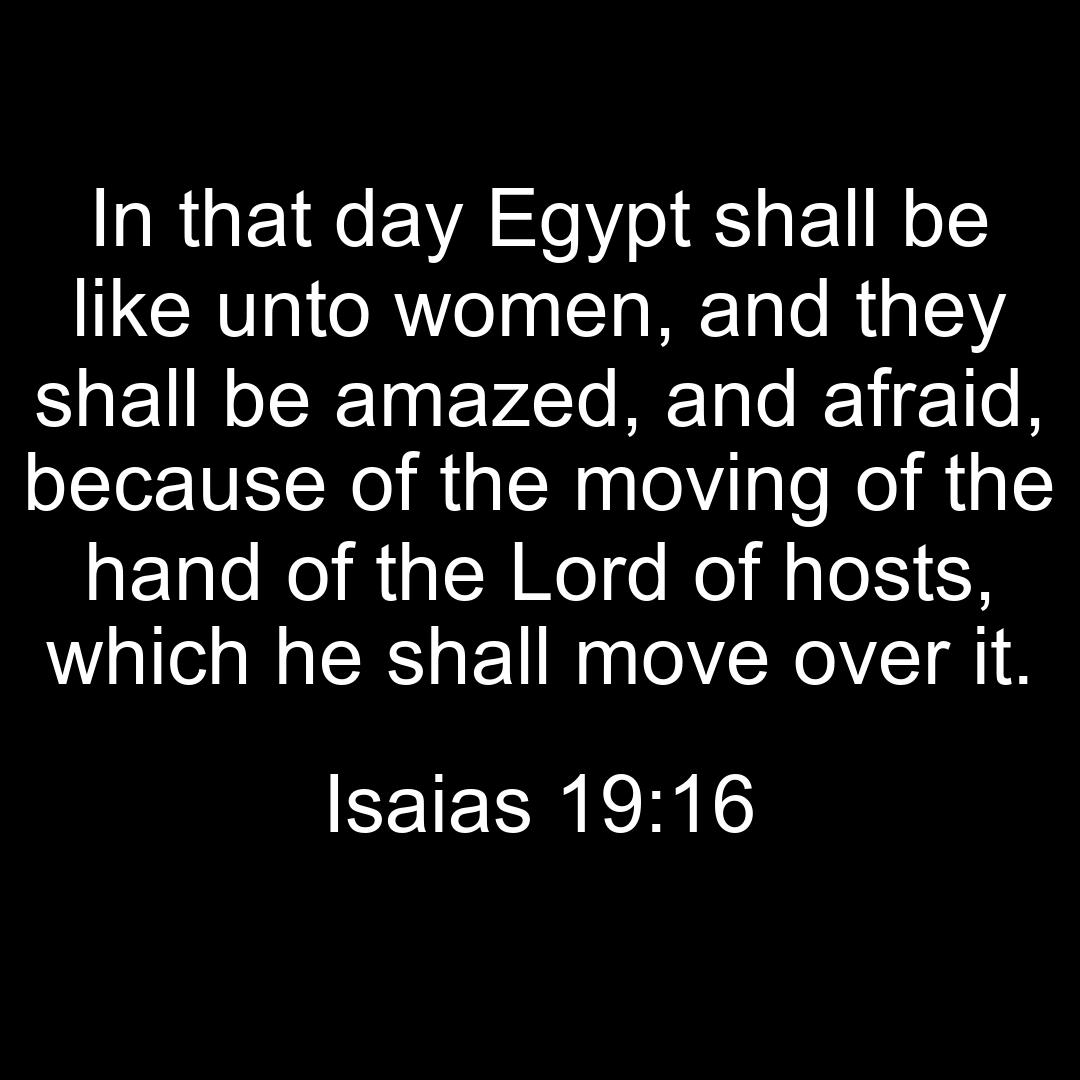 In that day Egypt shall be
like unto women, and they
shall be amazed, and afraid,
because of the moving of the
hand of the Lord of hosts,
which he shall move over it.
Isaias 19:16